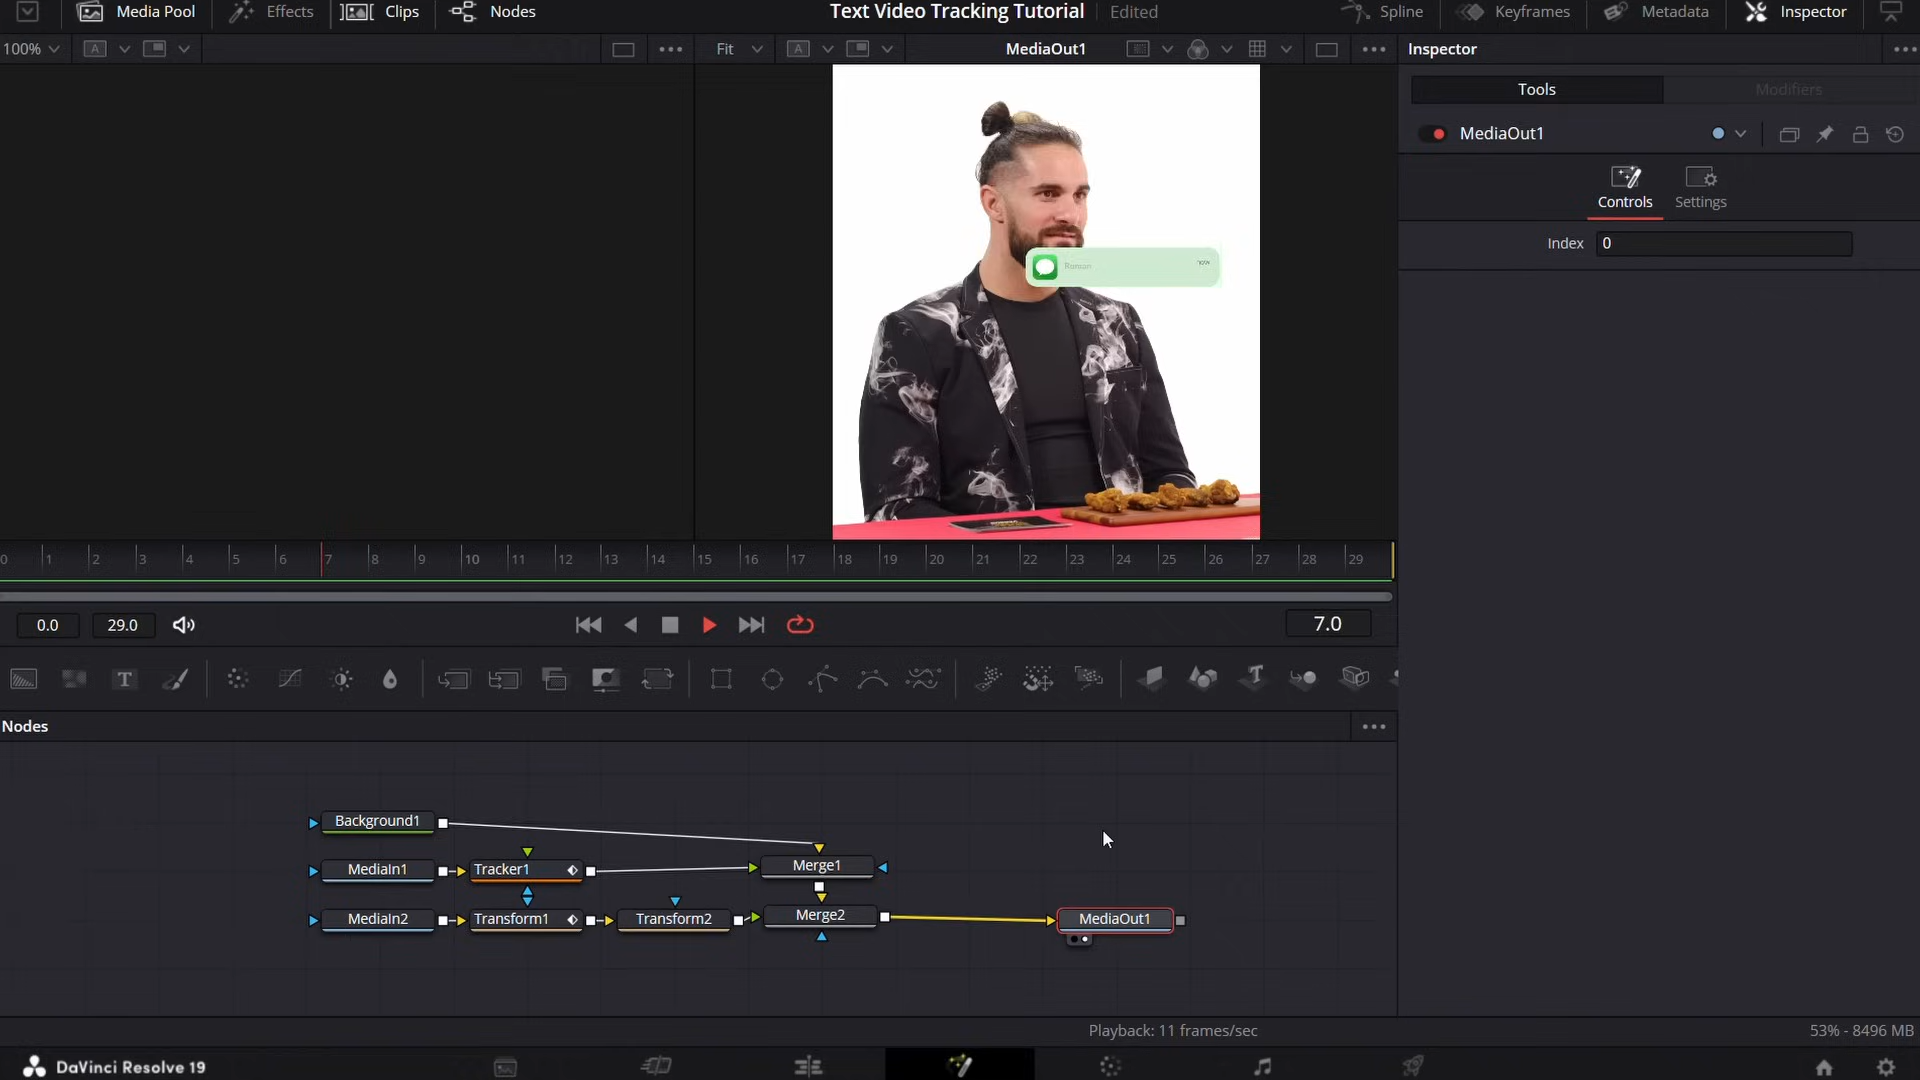 Media Pool Effects Clips Nodes Text Video Tracking Tutorial Edited Spline Keyframes Metadata Inspector
100% A Fit A MediaOut1 Inspector
Tools Modifiers
MediaOut1
Controls Settings
Index 0
Roman now
0 1 2 3 4 5 6 7 8 9 10 11 12 13 14 15 16 17 18 19 20 21 22 23 24 25 26 27 28 29
0.0 29.0 7.0
T T
Nodes
Background1
MediaIn1 Tracker1 Merge1
MediaIn2 Transform1 Transform2 Merge2 MediaOut1
Playback: 11 frames/sec 53% - 8496 MB
DaVinci Resolve 19